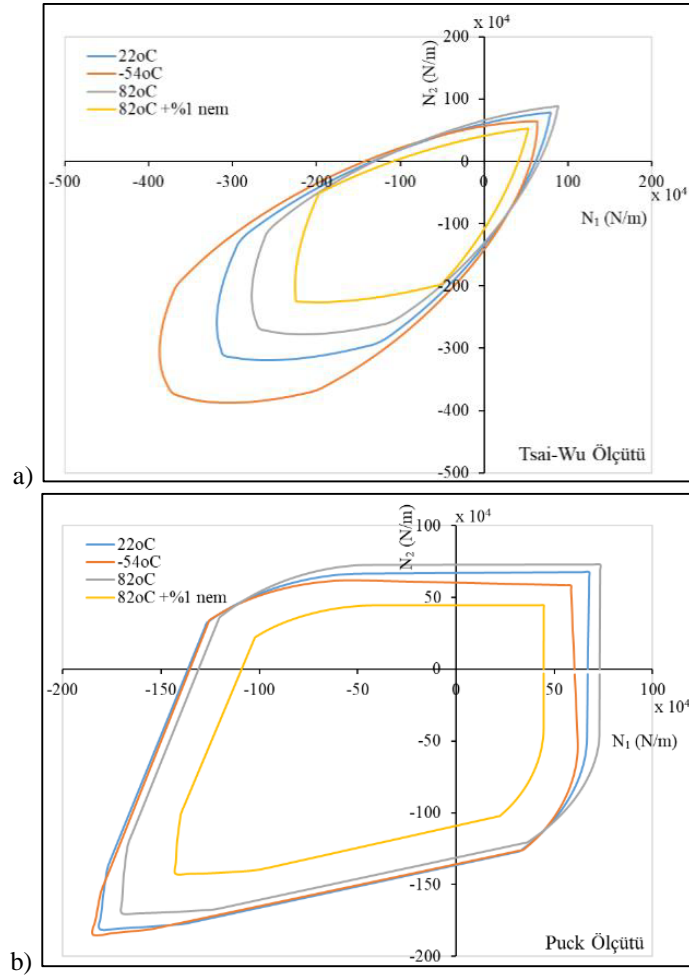 a)
x 10⁴
200
N₂ (N/m)
22oC
-54oC
82oC
82oC +%1 nem
100
0
-500
-400
-300
-200
-100
0
100
200
x 10⁴
N₁ (N/m)
-100
-200
-300
-400
-500
Tsai-Wu Ölçütü
b)
100
x 10⁴
N₂ (N/m)
22oC
-54oC
82oC
82oC +%1 nem
50
0
-200
-150
-100
-50
0
50
100
x 10⁴
N₁ (N/m)
-50
-100
-150
-200
Puck Ölçütü